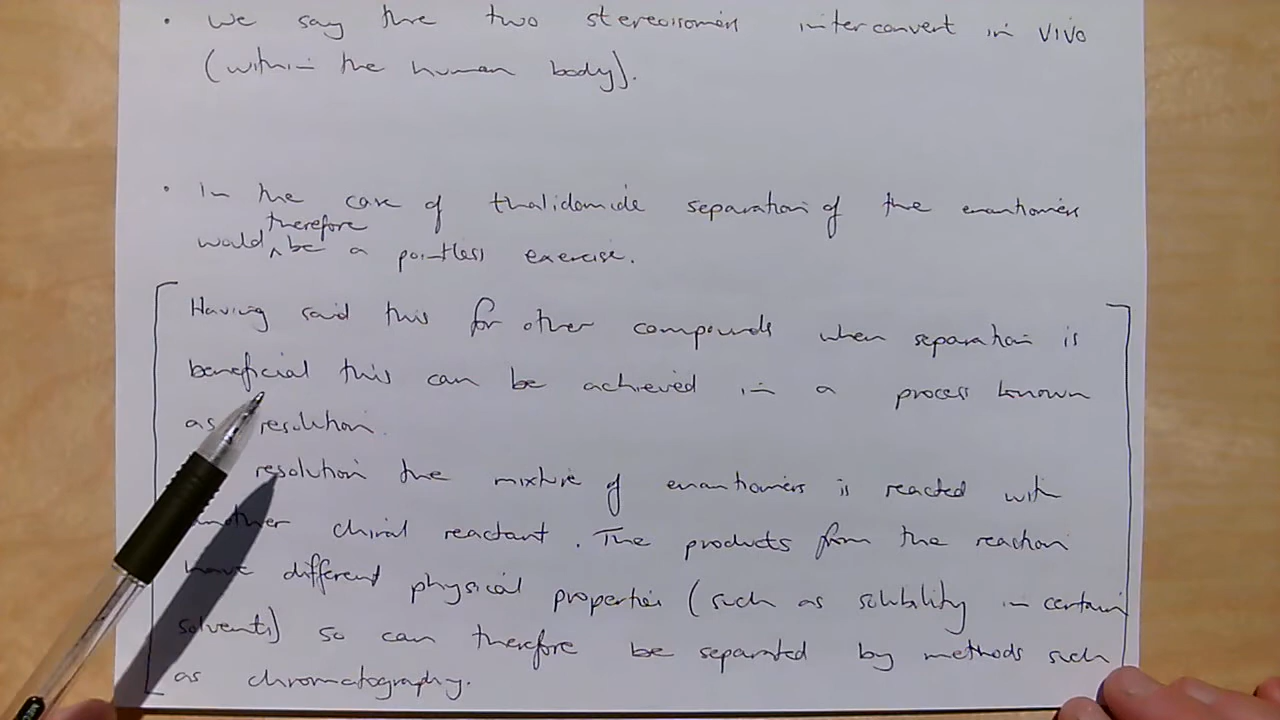 • We say the two stereoisomers interconvert in vivo
(within the human body).
• In the case of thalidomide separation of the enantiomers
therefore
would ^ be a pointless exercise.
Having said this for other compounds when separation is
beneficial this can be achieved in a process known
as resolution.
resolution the mixture of enantiomers is reacted with
another chiral reactant. The products from the reaction
have different physical properties (such as solubility in certain
solvents) so can therefore be separated by methods such
as chromatography.